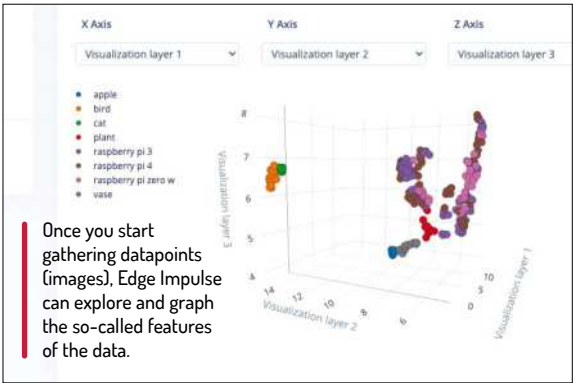 X Axis
Y Axis
Z Axis
Visualization layer 1
Visualization layer 2
Visualization layer 3
apple
bird
cat
plant
raspberry pi 3
raspberry pi 4
raspberry pi zero w
vase
8
7
6
5
4
Visualization layer 3
14
12
10
8
6
Visualization layer 2
10
5
0
Visualization layer 1
Once you start
gathering datapoints
(images), Edge Impulse
can explore and graph
the so-called features
of the data.